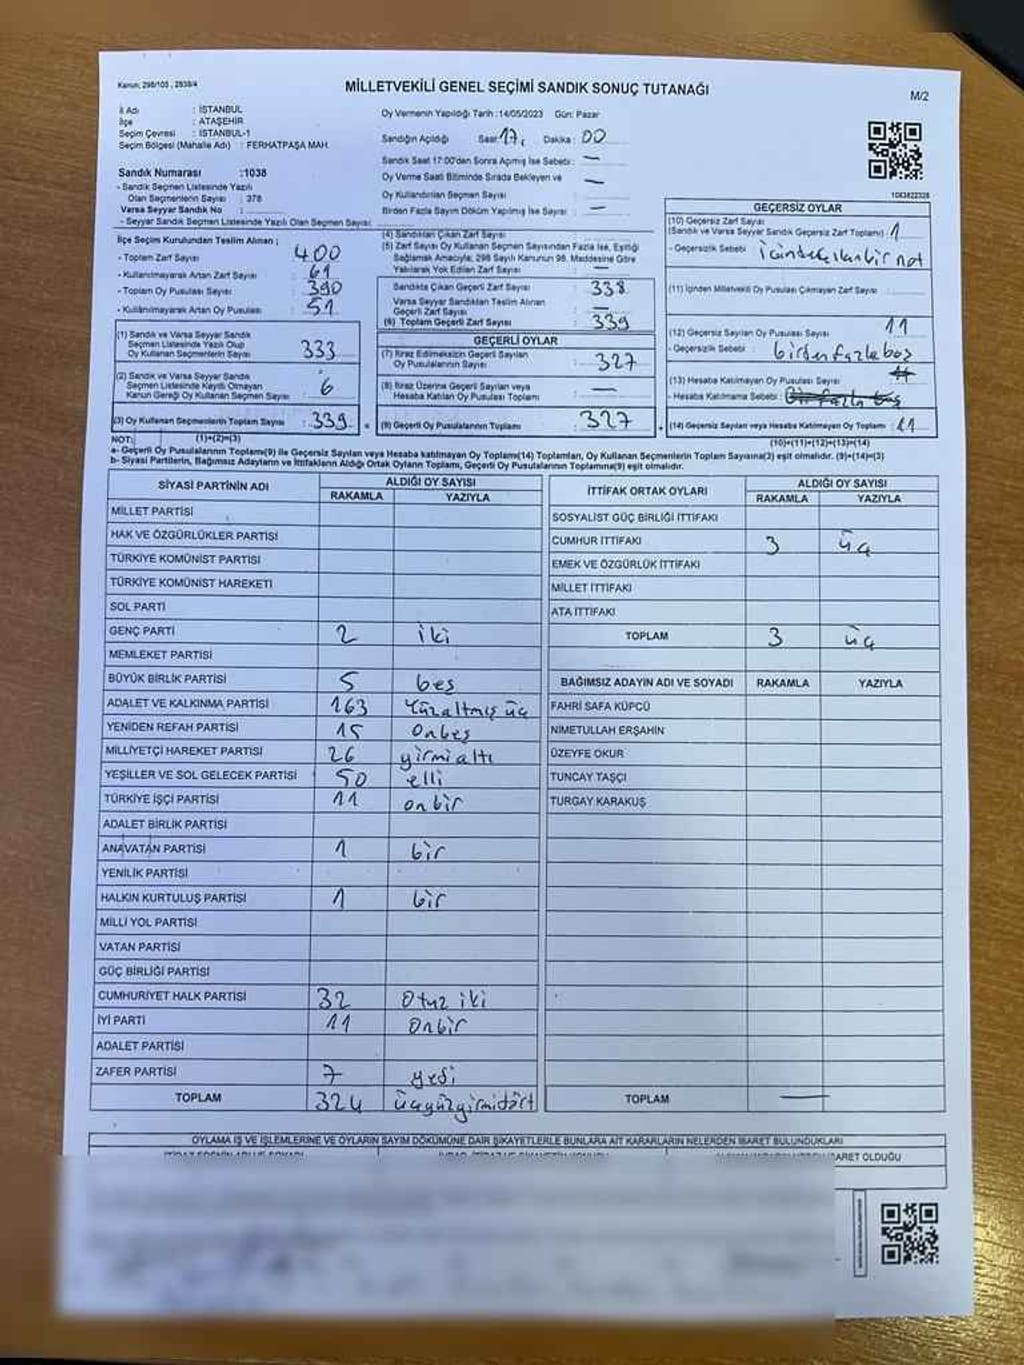 Kanun; 298/105 , 2839/4
MİLLETVEKİLİ GENEL SEÇİMİ SANDIK SONUÇ TUTANAĞI
M/2
İl Adı : İSTANBUL
İlçe : ATAŞEHİR
Seçim Çevresi : İSTANBUL-1
Seçim Bölgesi (Mahalle Adı) : FERHATPAŞA MAH.
Oy Vermenin Yapıldığı Tarih :14/05/2023 Gün: Pazar
Sandığın Açıldığı Saat: 17, Dakika : 00
Sandık Saat 17:00'dan Sonra Açmış İse Sebebi : —
Oy Verme Saati Bitiminde Sırada Bekleyen ve
Oy Kullandırılan Seçmen Sayısı : —
Birden Fazla Sayım Döküm Yapılmış İse Sayısı : —
1043822328
Sandık Numarası :1038
- Sandık Seçmen Listesinde Yazılı
Olan Seçmenlerin Sayısı : 378
Varsa Seyyar Sandık No :
- Seyyar Sandık Seçmen Listesinde Yazılı Olan Seçmen Sayısı:
İlçe Seçim Kurulundan Teslim Alınan ;
- Toplam Zarf Sayısı : 400
- Kullanılmayarak Artan Zarf Sayısı : 61
- Toplam Oy Pusulası Sayısı : 390
- Kullanılmayarak Artan Oy Pusulası : 51
(1) Sandık ve Varsa Seyyar Sandık
Seçmen Listesinde Yazılı Olup
Oy Kullanan Seçmenlerin Sayısı : 333
(2) Sandık ve Varsa Seyyar Sandık
Seçmen Listesinde Kayıtlı Olmayan
Kanun Gereği Oy Kullanan Seçmen Sayısı : 6
(3) Oy Kullanan Seçmenlerin Toplam Sayısı : 339
(1)+(2)=(3)
(4) Sandıktan Çıkan Zarf Sayısı :
(5) Zarf Sayısı Oy Kullanan Seçmen Sayısından Fazla İse, Eşitliği
Sağlamak Amacıyla; 298 Sayılı Kanunun 98. Maddesine Göre
Yakılarak Yok Edilen Zarf Sayısı : —
Sandıkta Çıkan Geçerli Zarf Sayısı : 338
Varsa Seyyar Sandıktan Teslim Alınan
Geçerli Zarf Sayısı :
(6) Toplam Geçerli Zarf Sayısı : 339
GEÇERLİ OYLAR
(7) İtiraz Edilmeksizin Geçerli Sayılan
Oy Pusulalarının Sayısı : 327
(8) İtiraz Üzerine Geçerli Sayılan veya
Hesaba Katılan Oy Pusulası Toplamı : —
(9) Geçerli Oy Pusulalarının Toplamı : 327
GEÇERSİZ OYLAR
(10) Geçersiz Zarf Sayısı
(Sandık ve Varsa Seyyar Sandık Geçersiz Zarf Toplamı) : 1
- Geçersizlik Sebebi : içinden çıkan bir not
(11) İçinden Milletvekili Oy Pusulası Çıkmayan Zarf Sayısı :
(12) Geçersiz Sayılan Oy Pusulası Sayısı : 11
- Geçersizlik Sebebi : birden fazla boş
(13) Hesaba Katılmayan Oy Pusulası Sayısı :
- Hesaba Katılmama Sebebi :
(14) Geçersiz Sayılan veya Hesaba Katılmayan Oy Toplamı : 11
(10)+(11)+(12)+(13)=(14)
NOT:
a- Geçerli Oy Pusulalarının Toplamı(9) ile Geçersiz Sayılan veya Hesaba katılmayan Oy Toplamı(14) Toplamları, Oy Kullanan Seçmenlerin Toplam Sayısına(3) eşit olmalıdır. (9)+(14)=(3)
b- Siyasi Partilerin, Bağımsız Adayların ve İttifakların Aldığı Ortak Oyların Toplamı, Geçerli Oy Pusulalarının Toplamına(9) eşit olmalıdır.
SİYASİ PARTİNİN ADI ALDIĞI OY SAYISI
RAKAMLA YAZIYLA
MİLLET PARTİSİ
HAK VE ÖZGÜRLÜKLER PARTİSİ
TÜRKİYE KOMÜNİST PARTİSİ
TÜRKİYE KOMÜNİST HAREKETİ
SOL PARTİ
GENÇ PARTİ 2 iki
MEMLEKET PARTİSİ
BÜYÜK BİRLİK PARTİSİ 5 beş
ADALET VE KALKINMA PARTİSİ 163 Yüzaltmış üç
YENİDEN REFAH PARTİSİ 15 Onbeş
MİLLİYETÇİ HAREKET PARTİSİ 26 yirmialtı
YEŞİLLER VE SOL GELECEK PARTİSİ 50 elli
TÜRKİYE İŞÇİ PARTİSİ 11 onbir
ADALET BİRLİK PARTİSİ
ANAVATAN PARTİSİ 1 bir
YENİLİK PARTİSİ
HALKIN KURTULUŞ PARTİSİ 1 bir
MİLLİ YOL PARTİSİ
VATAN PARTİSİ
GÜÇ BİRLİĞİ PARTİSİ
CUMHURİYET HALK PARTİSİ 32 Otuz iki
İYİ PARTİ 11 Onbir
ADALET PARTİSİ
ZAFER PARTİSİ 7 yedi
TOPLAM 324 üçyüzyirmidört
İTTİFAK ORTAK OYLARI ALDIĞI OY SAYISI
RAKAMLA YAZIYLA
SOSYALİST GÜÇ BİRLİĞİ İTTİFAKI
CUMHUR İTTİFAKI 3 üç
EMEK VE ÖZGÜRLÜK İTTİFAKI
MİLLET İTTİFAKI
ATA İTTİFAKI
TOPLAM 3 üç
BAĞIMSIZ ADAYIN ADI VE SOYADI RAKAMLA YAZIYLA
FAHRİ SAFA KÜPCÜ
NİMETULLAH ERŞAHİN
ÜZEYFE OKUR
TUNCAY TAŞÇI
TURGAY KARAKUŞ
TOPLAM —
OYLAMA İŞ VE İŞLEMLERİNE VE OYLARIN SAYIM DÖKÜMÜNE DAİR ŞİKAYETLERLE BUNLARA AİT KARARLARIN NELERDEN İBARET BULUNDUKLARI
OLDUĞU